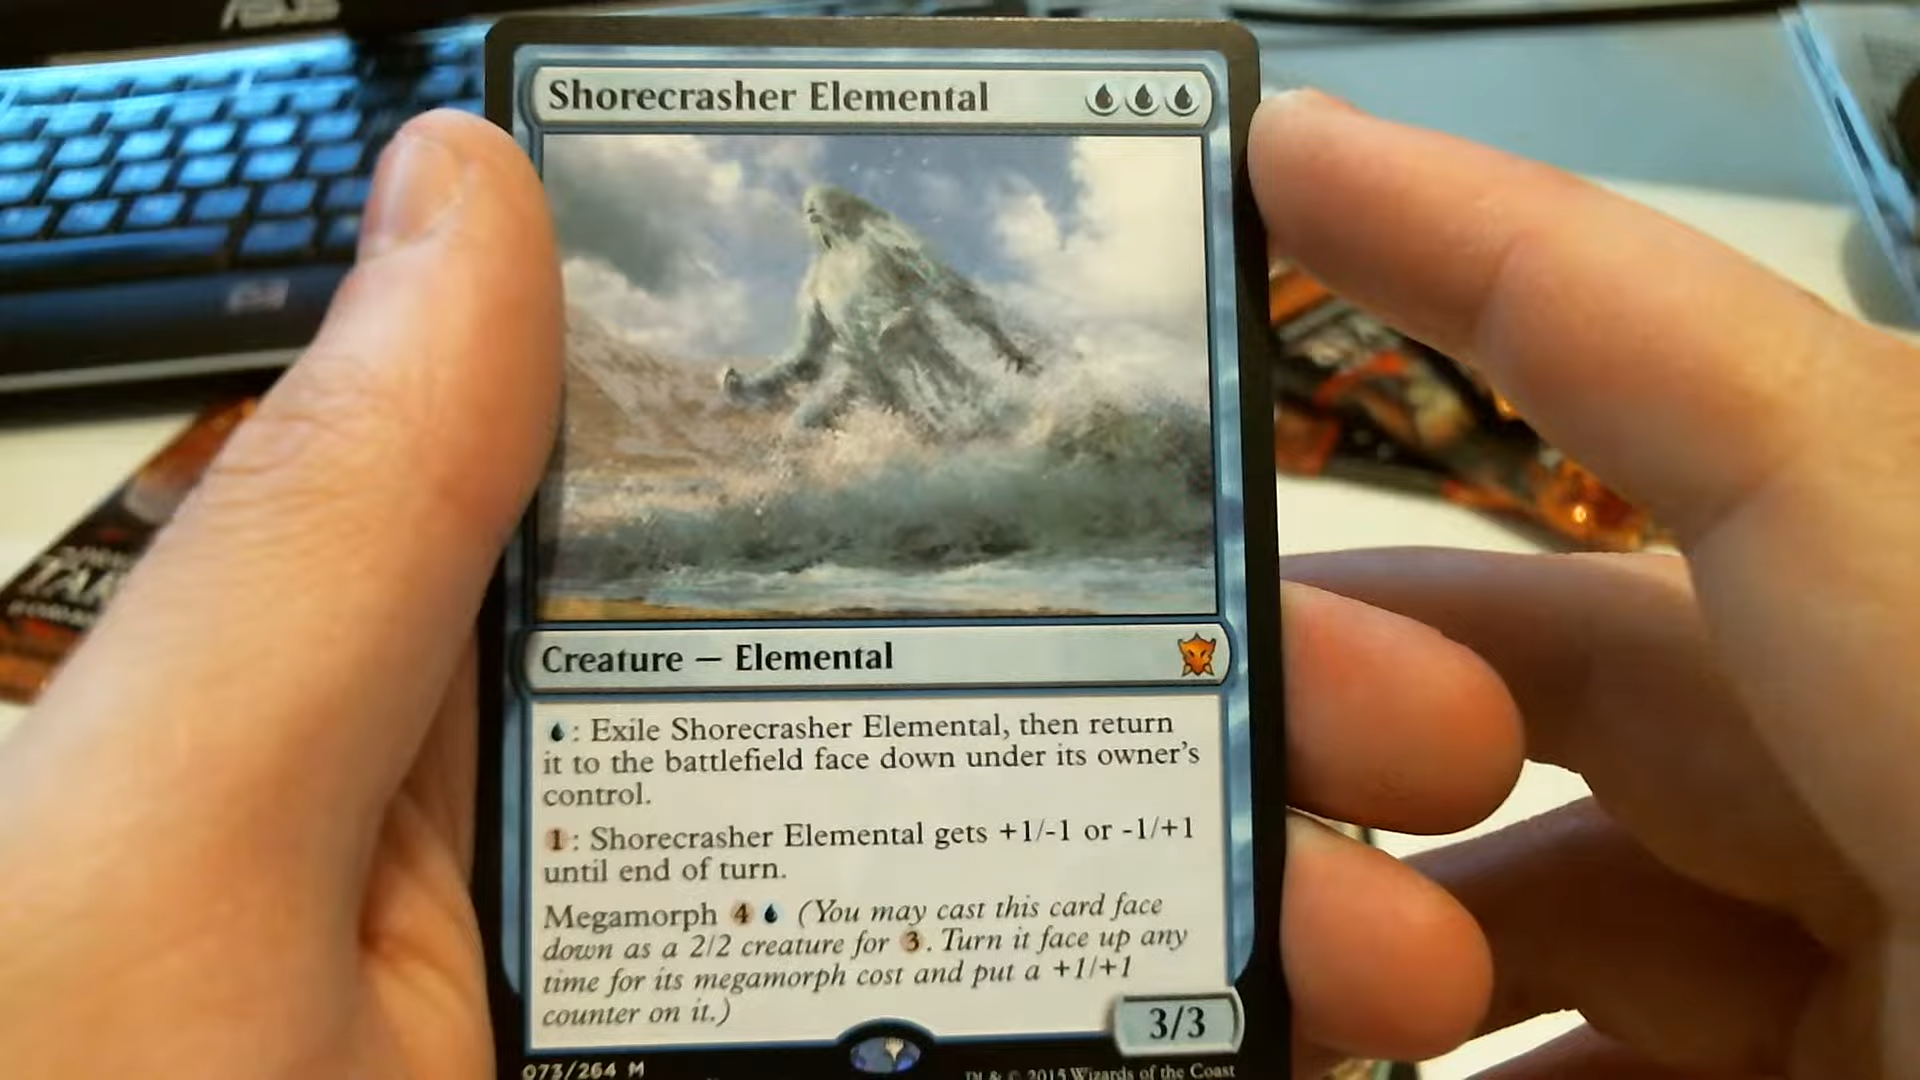 ASUS
Shorecrasher Elemental
Creature — Elemental
: Exile Shorecrasher Elemental, then return
it to the battlefield face down under its owner's
control.
1: Shorecrasher Elemental gets +1/-1 or -1/+1
until end of turn.
Megamorph 4 (You may cast this card face
down as a 2/2 creature for 3. Turn it face up any
time for its megamorph cost and put a +1/+1
counter on it.)
3/3
073/264 M
TM & © 2015 Wizards of the Coast